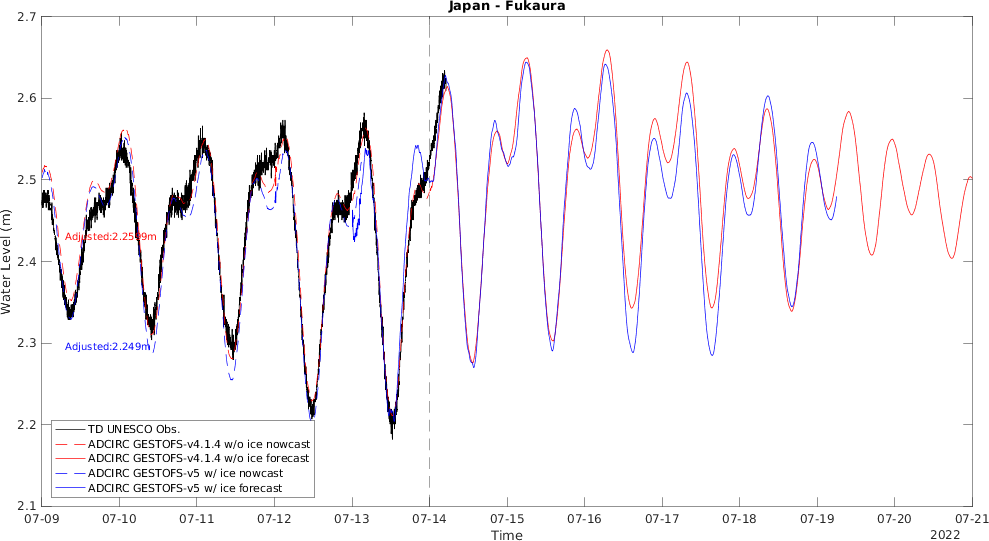 Japan - Fukaura
2.7
2.6
2.5
2.4
2.3
2.2
2.1
Water Level (m)
Adjusted:2.2599m
Adjusted:2.249m
TD UNESCO Obs.
ADCIRC GESTOFS-v4.1.4 w/o ice nowcast
ADCIRC GESTOFS-v4.1.4 w/o ice forecast
ADCIRC GESTOFS-v5 w/ ice nowcast
ADCIRC GESTOFS-v5 w/ ice forecast
07-09 07-10 07-11 07-12 07-13 07-14 07-15 07-16 07-17 07-18 07-19 07-20 07-21
Time
2022